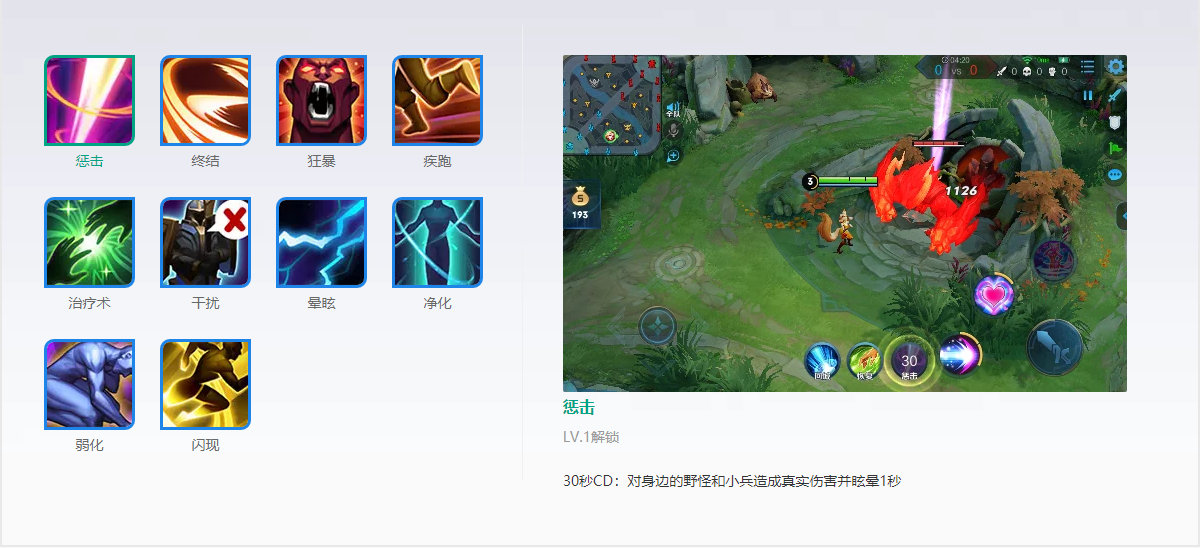 惩击
终结
狂暴
疾跑
治疗术
干扰
晕眩
净化
弱化
闪现
04:20
0 VS 0
0 0 0
全队
S
193
3
1126
恢复
30
惩击
惩击
LV.1解锁
30秒CD：对身边的野怪和小兵造成真实伤害并眩晕1秒